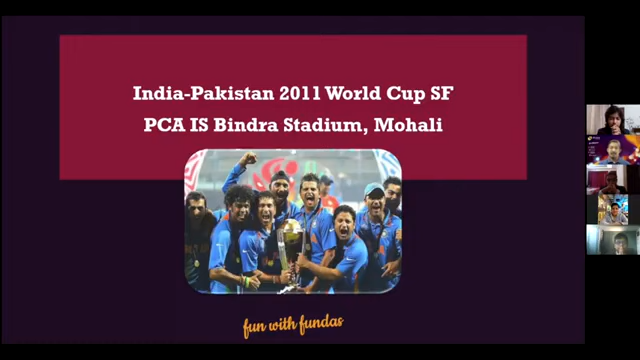 India-Pakistan 2011 World Cup SF
PCA IS Bindra Stadium, Mohali
fun with fundas